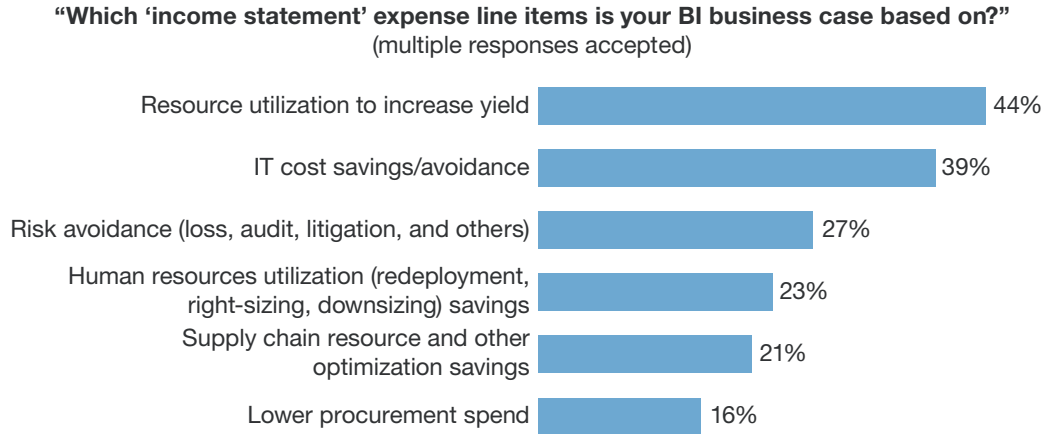 “Which ‘income statement’ expense line items is your BI business case based on?”
(multiple responses accepted)
Resource utilization to increase yield 44%
IT cost savings/avoidance 39%
Risk avoidance (loss, audit, litigation, and others) 27%
Human resources utilization (redeployment,
right-sizing, downsizing) savings 23%
Supply chain resource and other
optimization savings 21%
Lower procurement spend 16%